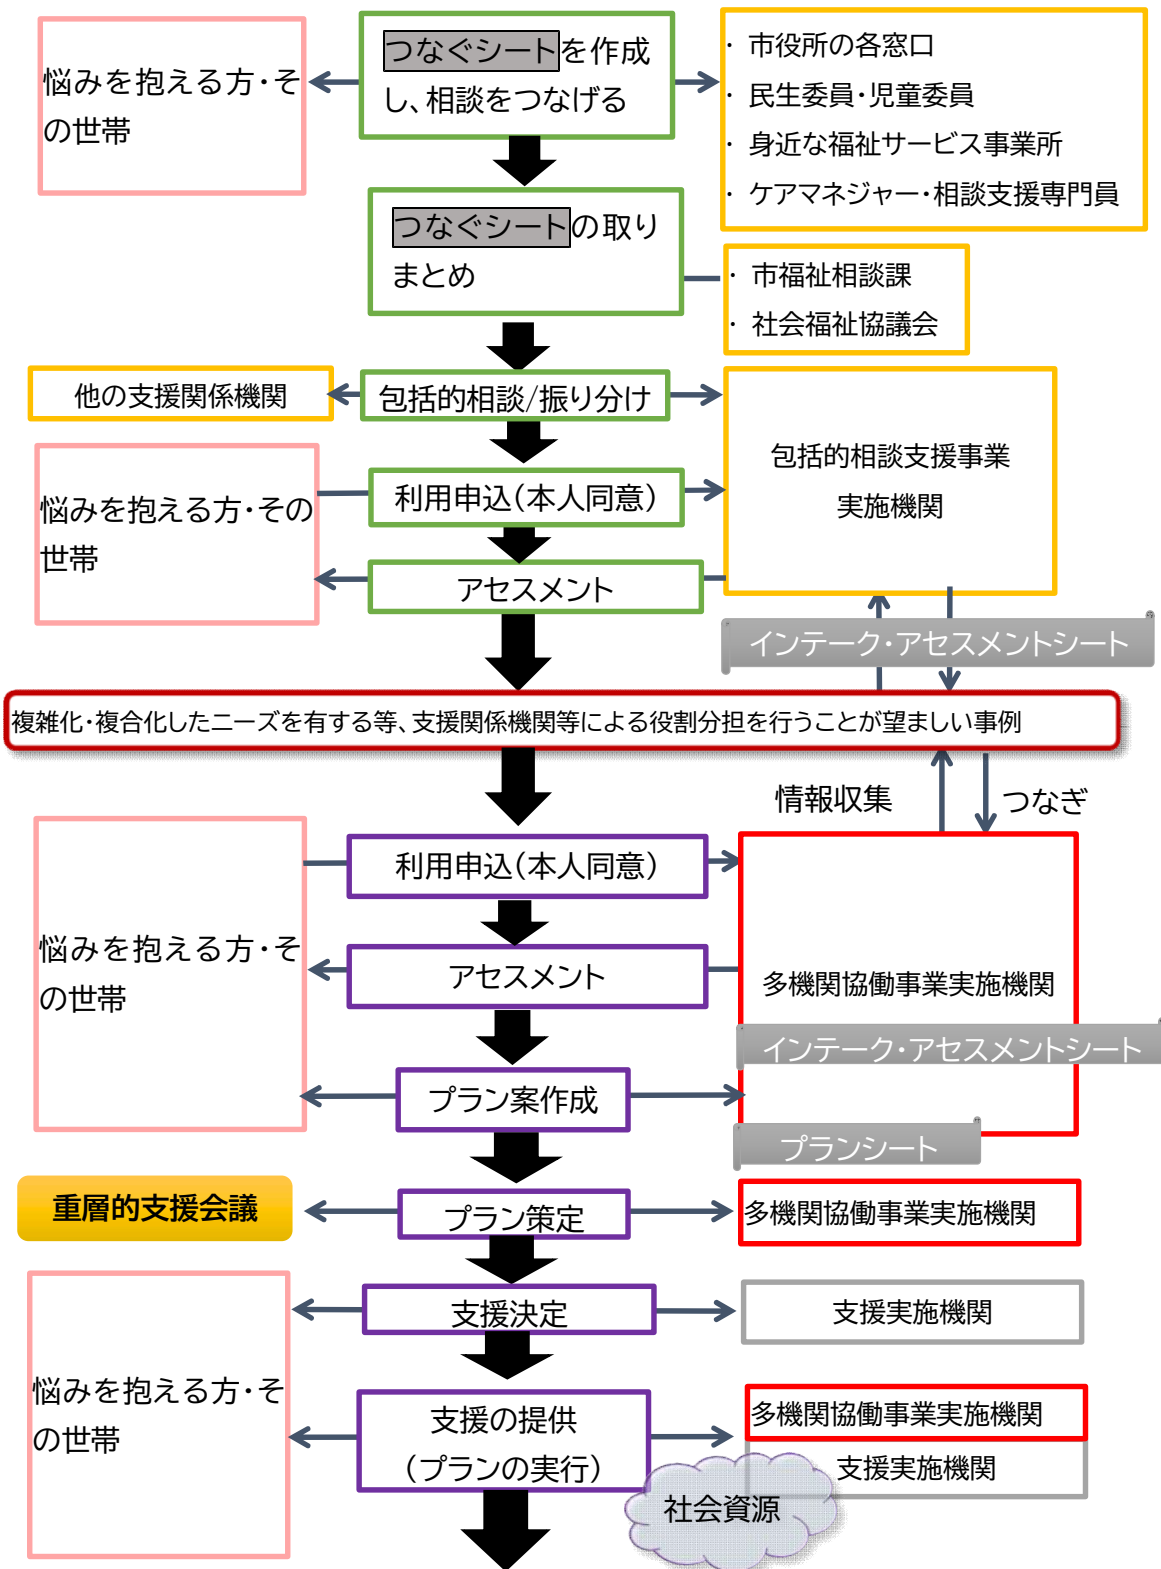 悩みを抱える方・そ
の世帯
つなぐシートを作成
し、相談をつなげる
・ 市役所の各窓口
・ 民生委員・児童委員
・ 身近な福祉サービス事業所
・ ケアマネジャー・相談支援専門員
つなぐシートの取り
まとめ
・ 市福祉相談課
・ 社会福祉協議会
他の支援関係機関
包括的相談/振り分け
包括的相談支援事業
実施機関
悩みを抱える方・その
世帯
利用申込(本人同意)
アセスメント
インテーク・アセスメントシート
複雑化・複合化したニーズを有する等、支援関係機関等による役割分担を行うことが望ましい事例
情報収集
つなぎ
悩みを抱える方・そ
の世帯
利用申込(本人同意)
アセスメント
多機関協働事業実施機関
インテーク・アセスメントシート
プラン案作成
プランシート
重層的支援会議
プラン策定
多機関協働事業実施機関
悩みを抱える方・そ
の世帯
支援決定
支援実施機関
支援の提供
(プランの実行)
多機関協働事業実施機関
支援実施機関
社会資源